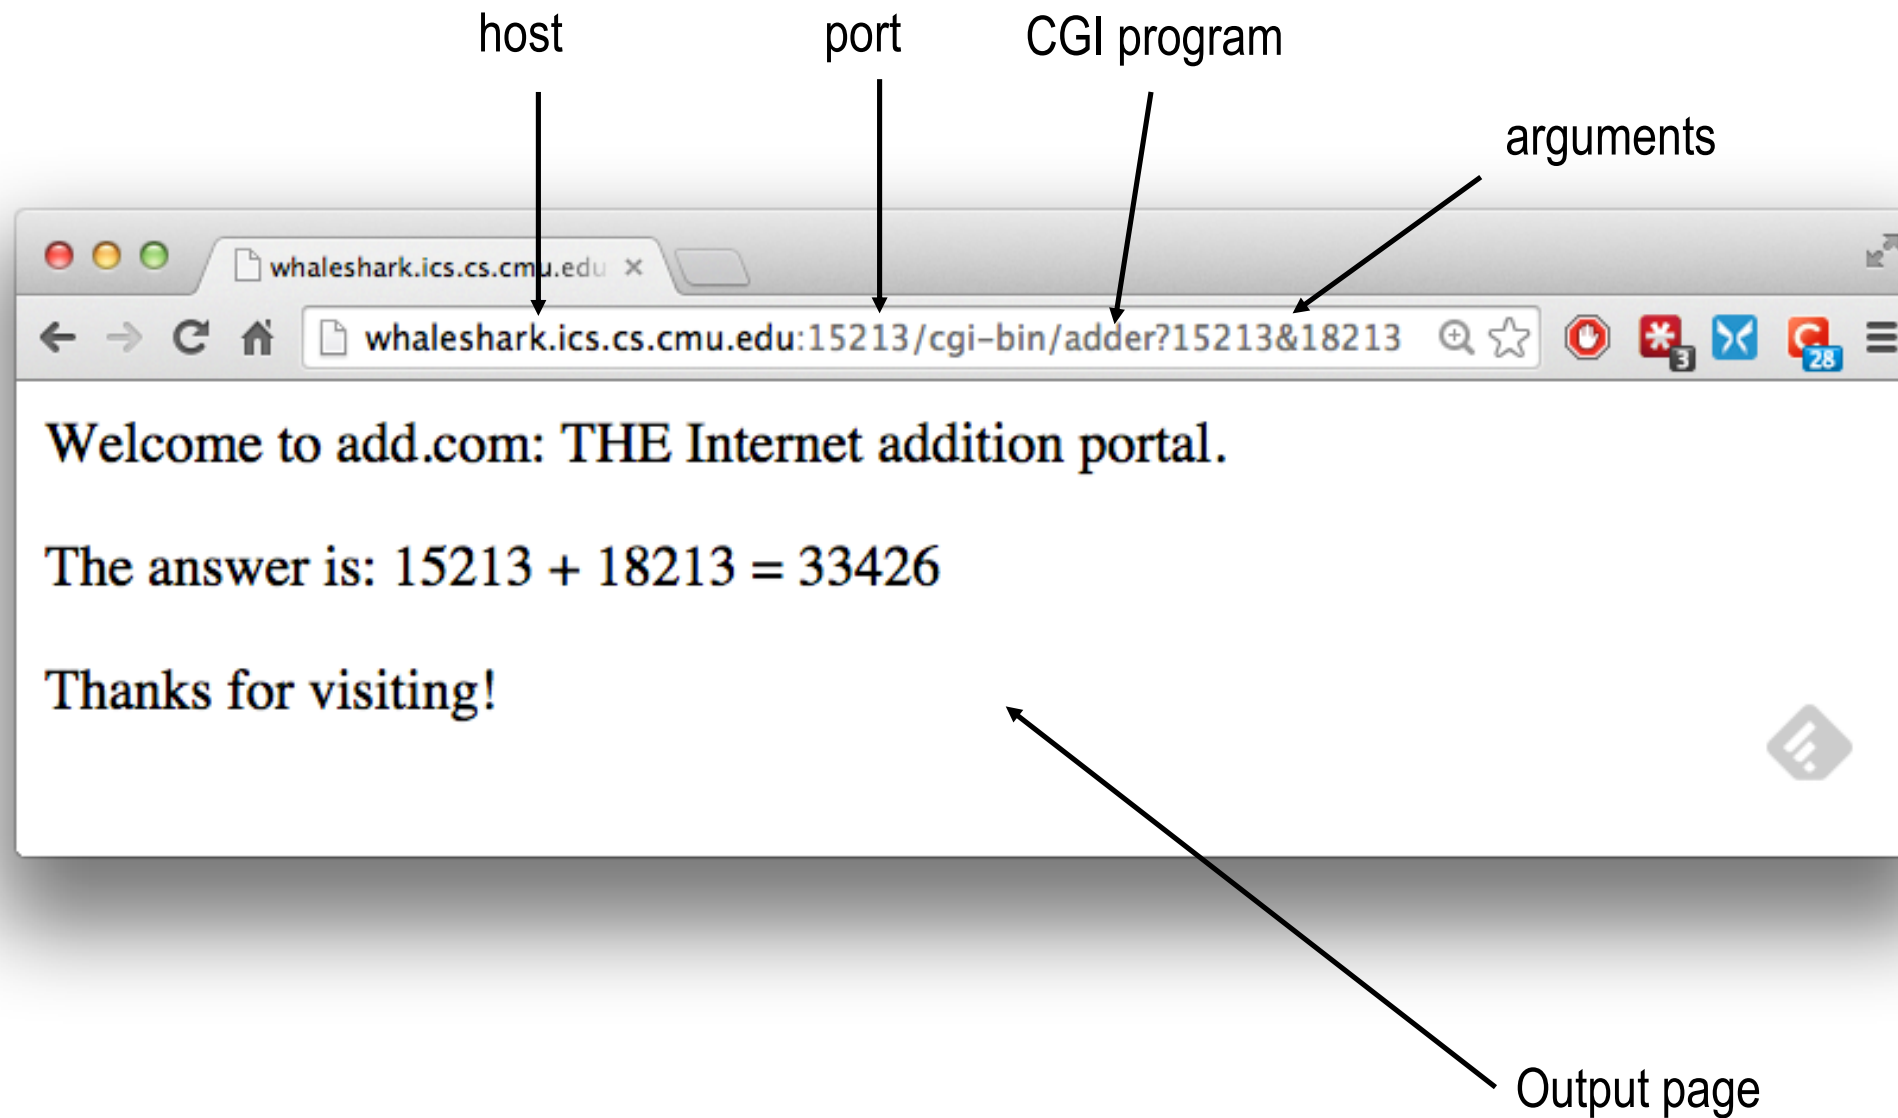 host
port
CGI program
arguments
whaleshark.ics.cs.cmu.edu
whaleshark.ics.cs.cmu.edu:15213/cgi-bin/adder?15213&18213
3
28
Welcome to add.com: THE Internet addition portal.
The answer is: 15213 + 18213 = 33426
Thanks for visiting!
Output page